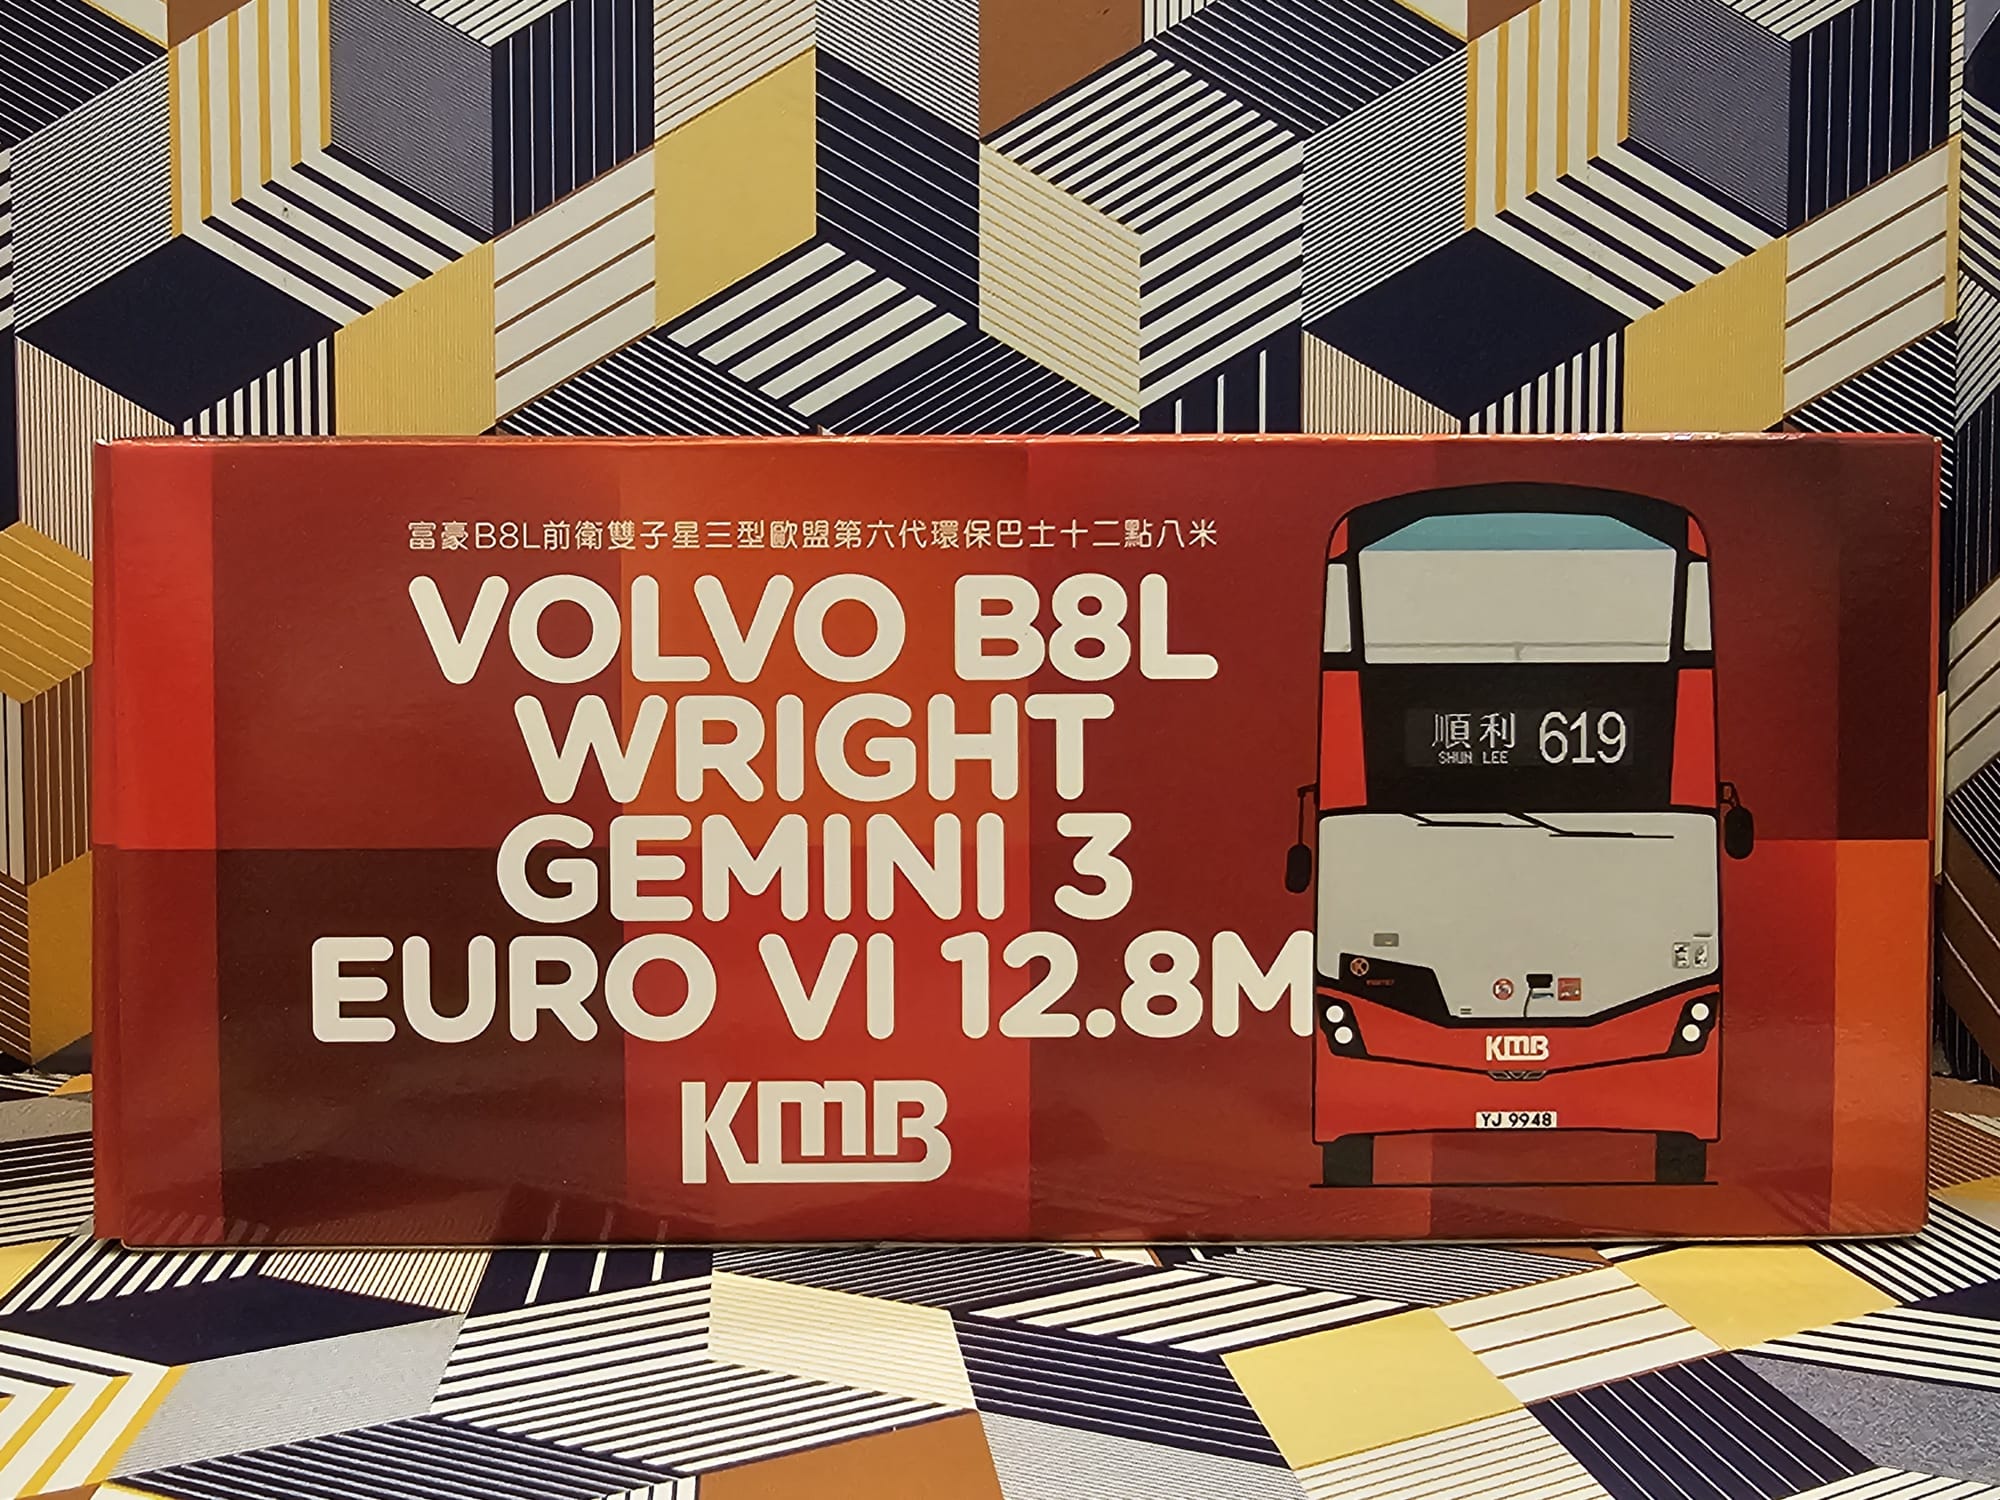 富豪B8L前衛雙子星三型歐盟第六代環保巴士十二點八米
VOLVO B8L
WRIGHT
GEMINI 3
EURO VI 12.8M
KMB
順利 619
SHUN LEE
KMB
YJ 9948